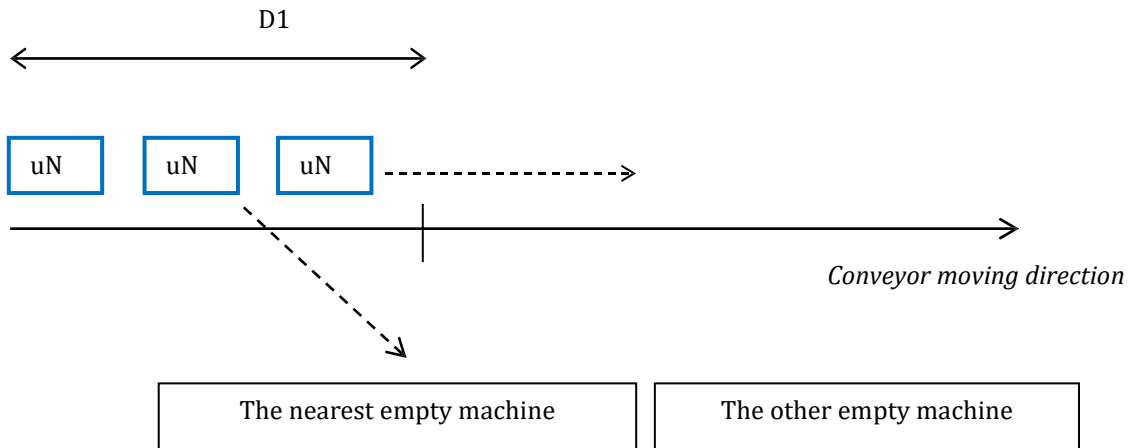 D1
uN uN uN
Conveyor moving direction
The nearest empty machine The other empty machine